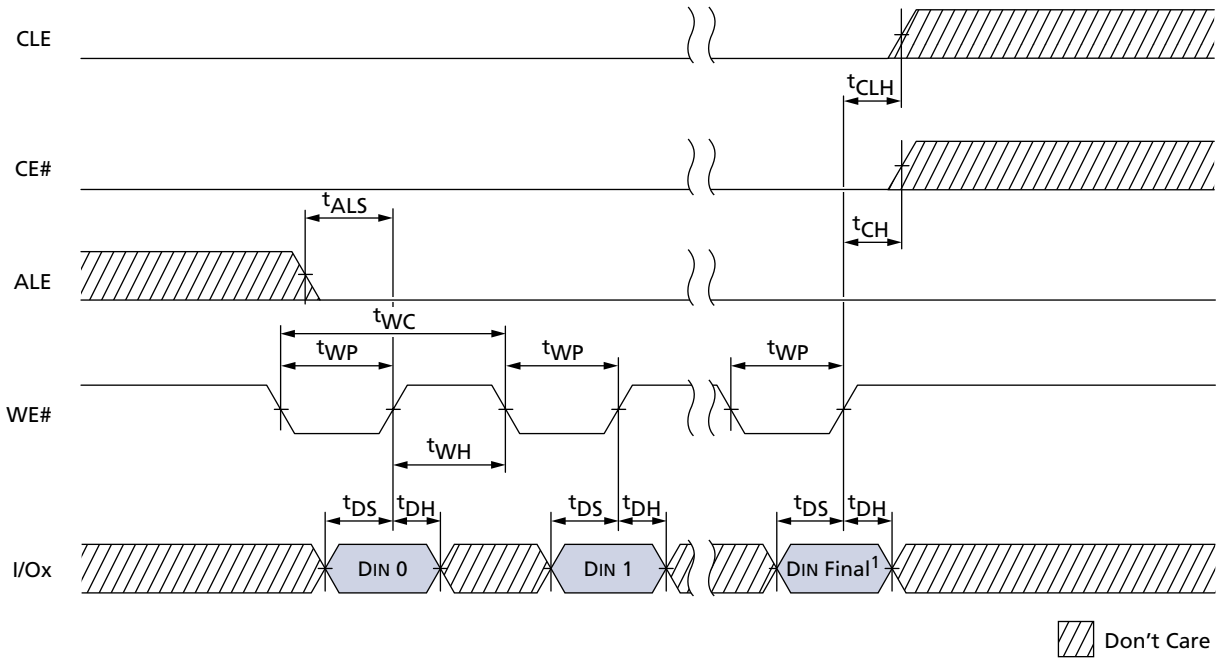 CLE
tCLH
CE#
tALS
tCH
ALE
tWC
tWP tWP tWP
WE#
tWH
tDS tDH tDS tDH tDS tDH
I/Ox DIN 0 DIN 1 DIN Final1
Don't Care